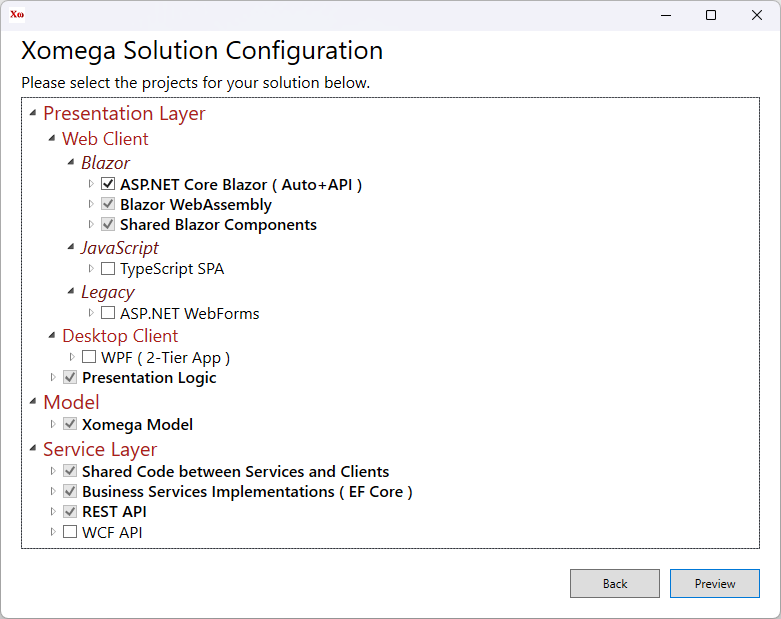 Xω
Xomega Solution Configuration
Please select the projects for your solution below.
Presentation Layer
Web Client
Blazor
ASP.NET Core Blazor ( Auto+API )
Blazor WebAssembly
Shared Blazor Components
JavaScript
TypeScript SPA
Legacy
ASP.NET WebForms
Desktop Client
WPF ( 2-Tier App )
Presentation Logic
Model
Xomega Model
Service Layer
Shared Code between Services and Clients
Business Services Implementations ( EF Core )
REST API
WCF API
Back Preview